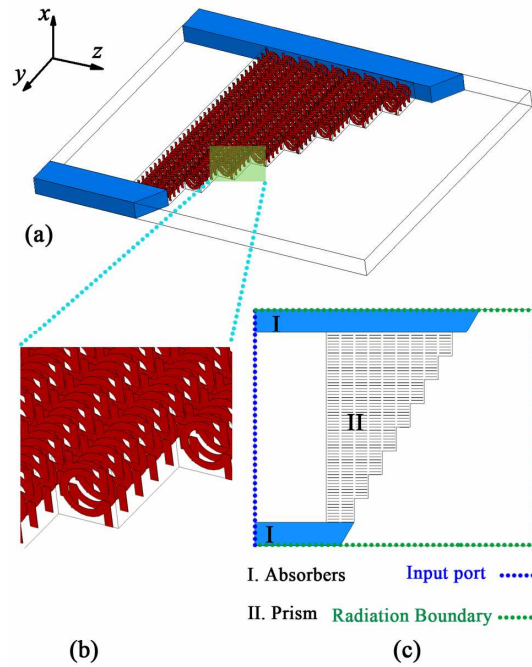 x
z
y
(a)
I
II
I
I. Absorbers
Input port
II. Prism
Radiation Boundary
(b)
(c)